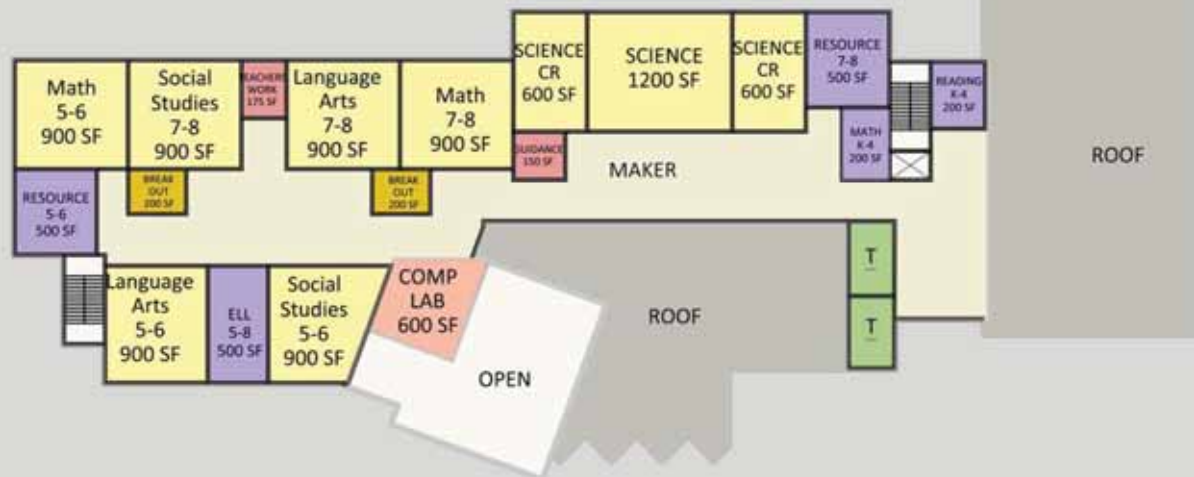 Math
5-6
900 SF
Social
Studies
7-8
900 SF
TEACHERS
WORK
175 SF
Language
Arts
7-8
900 SF
Math
7-8
900 SF
SCIENCE
CR
600 SF
SCIENCE
1200 SF
SCIENCE
CR
600 SF
RESOURCE
7-8
500 SF
READING
K-4
200 SF
MATH
K-4
200 SF
GUIDANCE
150 SF
MAKER
ROOF
BREAK
OUT
200 SF
BREAK
OUT
200 SF
RESOURCE
5-6
500 SF
Language
Arts
5-6
900 SF
ELL
5-8
500 SF
Social
Studies
5-6
900 SF
COMP
LAB
600 SF
OPEN
ROOF
T
T